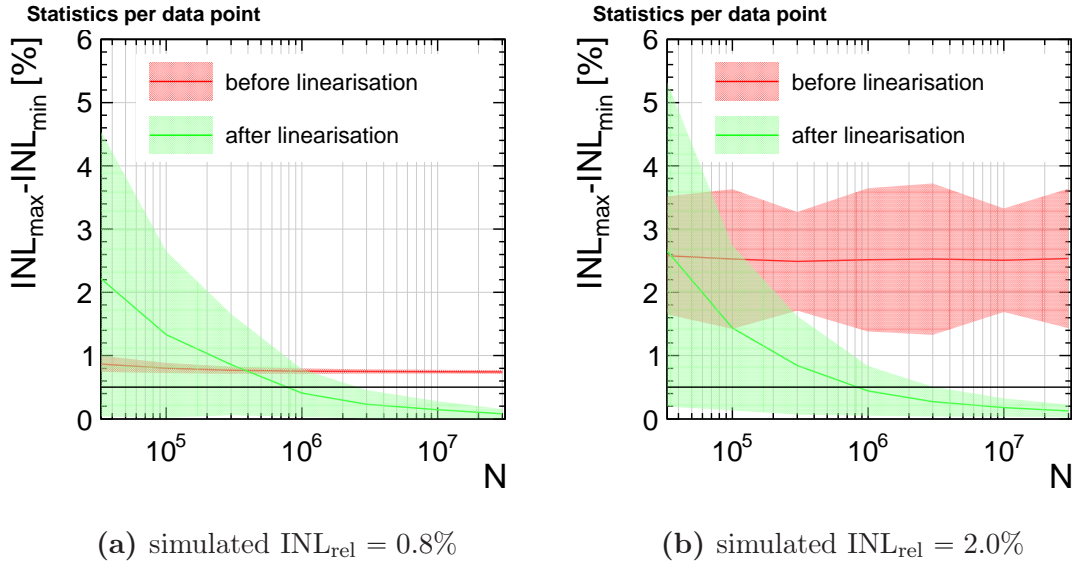 Statistics per data point
INLmax-INLmin [%]
6
5
4
3
2
1
0
before linearisation
after linearisation
10^5
10^6
10^7
N
(a) simulated INLrel = 0.8%
Statistics per data point
INLmax-INLmin [%]
6
5
4
3
2
1
0
before linearisation
after linearisation
10^5
10^6
10^7
N
(b) simulated INLrel = 2.0%